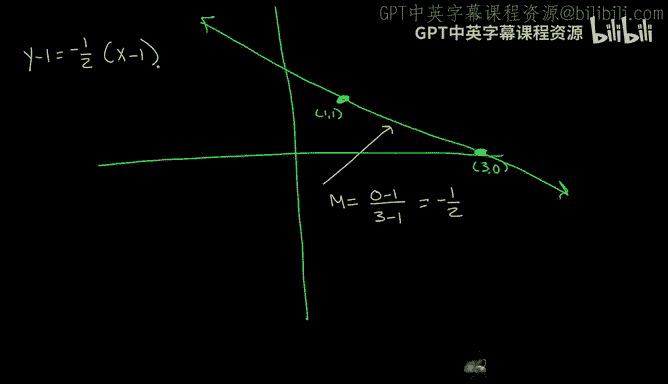 GPT中英字幕课程资源@bilibili.com
GPT中英字幕课程资源 bilibili
y-1=-1/2 (x-1).
(1,1)
(3,0)
M= 0-1/3-1 = -1/2